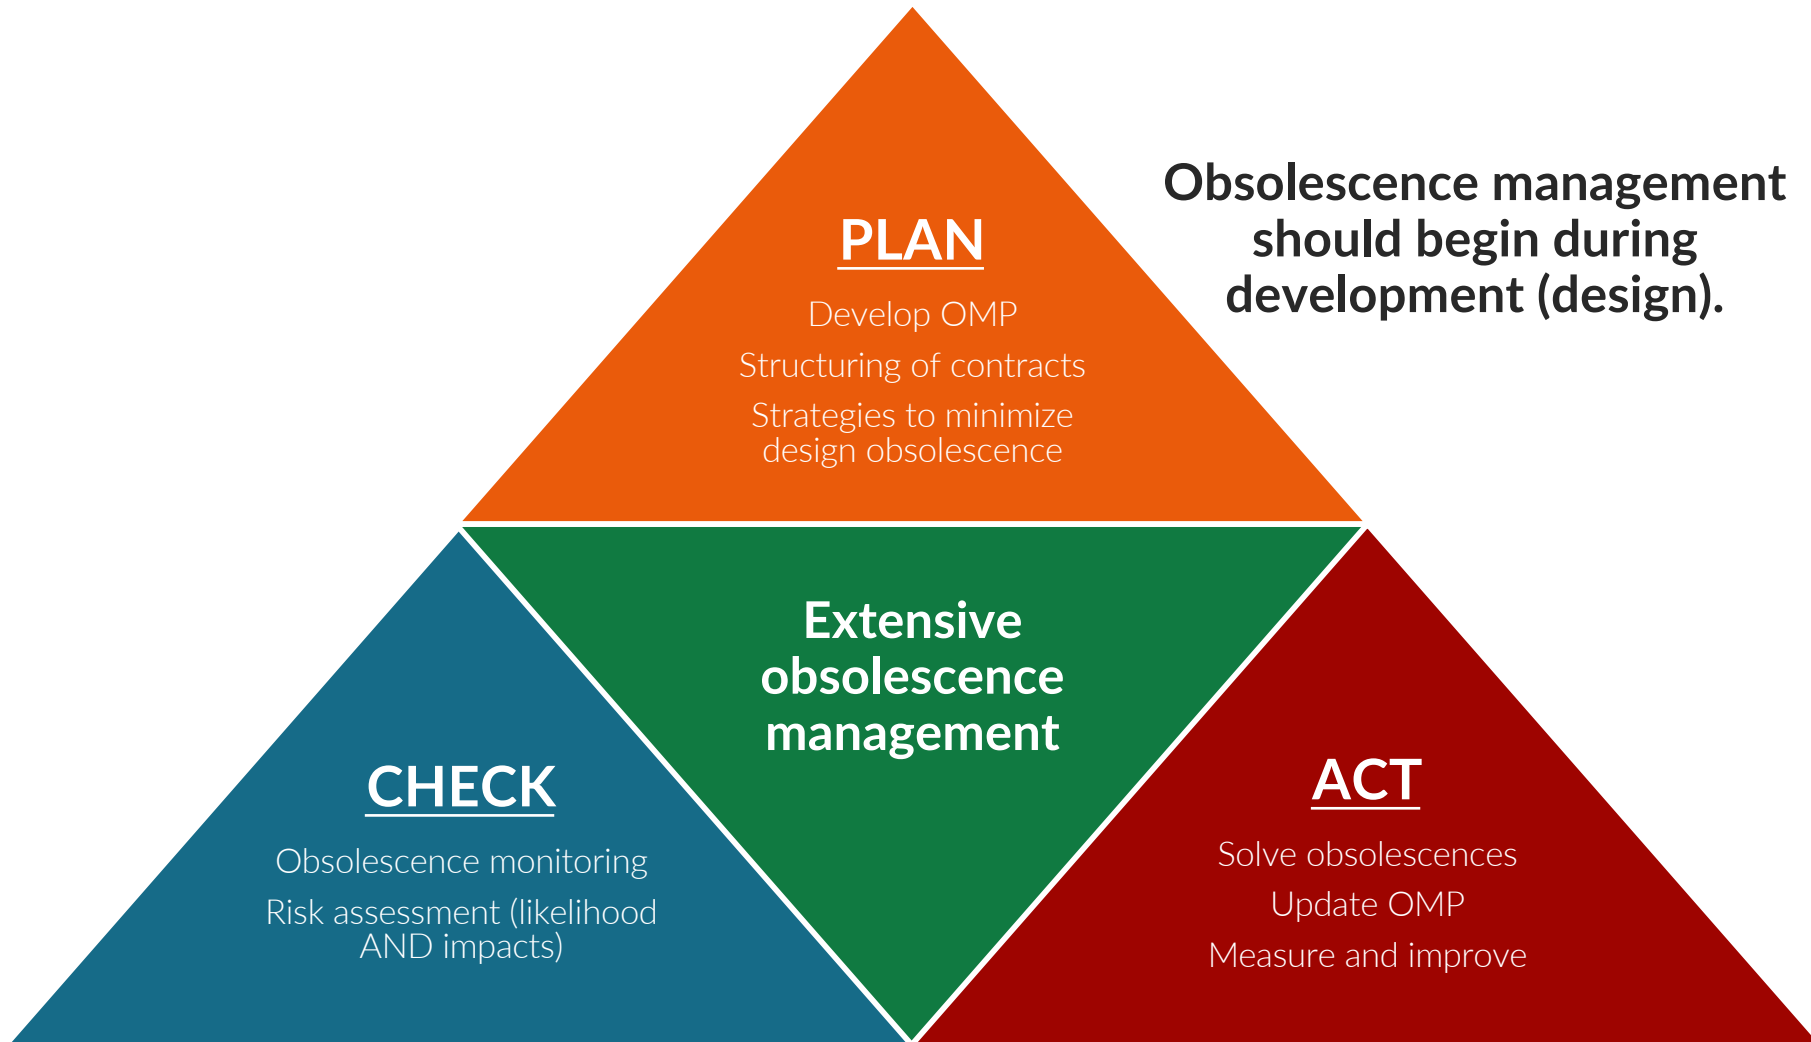 PLAN
Develop OMP
Structuring of contracts
Strategies to minimize
design obsolescence
Obsolescence management
should begin during
development (design).
Extensive
obsolescence
management
CHECK
Obsolescence monitoring
Risk assessment (likelihood
AND impacts)
ACT
Solve obsolescences
Update OMP
Measure and improve